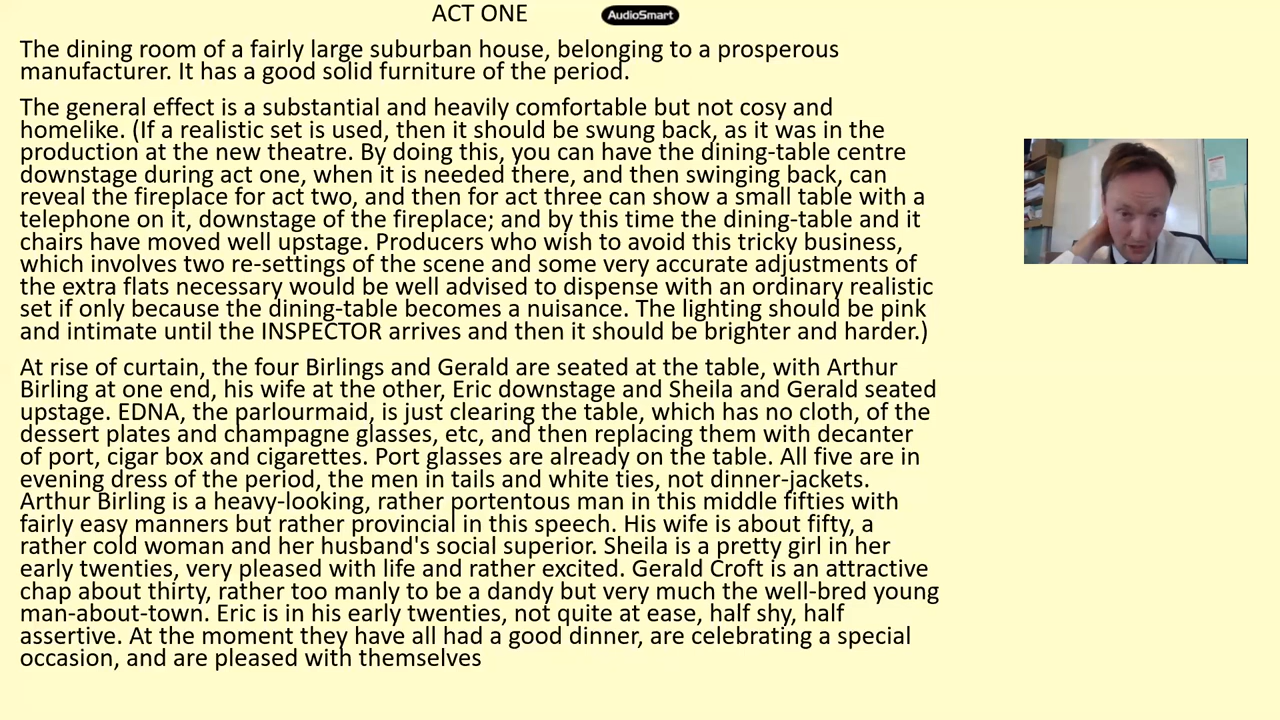 ACT ONE
AudioSmart
The dining room of a fairly large suburban house, belonging to a prosperous
manufacturer. It has a good solid furniture of the period.
The general effect is a substantial and heavily comfortable but not cosy and
homelike. (If a realistic set is used, then it should be swung back, as it was in the
production at the new theatre. By doing this, you can have the dining-table centre
downstage during act one, when it is needed there, and then swinging back, can
reveal the fireplace for act two, and then for act three can show a small table with a
telephone on it, downstage of the fireplace; and by this time the dining-table and it
chairs have moved well upstage. Producers who wish to avoid this tricky business,
which involves two re-settings of the scene and some very accurate adjustments of
the extra flats necessary would be well advised to dispense with an ordinary realistic
set if only because the dining-table becomes a nuisance. The lighting should be pink
and intimate until the INSPECTOR arrives and then it should be brighter and harder.)
At rise of curtain, the four Birlings and Gerald are seated at the table, with Arthur
Birling at one end, his wife at the other, Eric downstage and Sheila and Gerald seated
upstage. EDNA, the parlourmaid, is just clearing the table, which has no cloth, of the
dessert plates and champagne glasses, etc, and then replacing them with decanter
of port, cigar box and cigarettes. Port glasses are already on the table. All five are in
evening dress of the period, the men in tails and white ties, not dinner-jackets.
Arthur Birling is a heavy-looking, rather portentous man in this middle fifties with
fairly easy manners but rather provincial in this speech. His wife is about fifty, a
rather cold woman and her husband's social superior. Sheila is a pretty girl in her
early twenties, very pleased with life and rather excited. Gerald Croft is an attractive
chap about thirty, rather too manly to be a dandy but very much the well-bred young
man-about-town. Eric is in his early twenties, not quite at ease, half shy, half
assertive. At the moment they have all had a good dinner, are celebrating a special
occasion, and are pleased with themselves